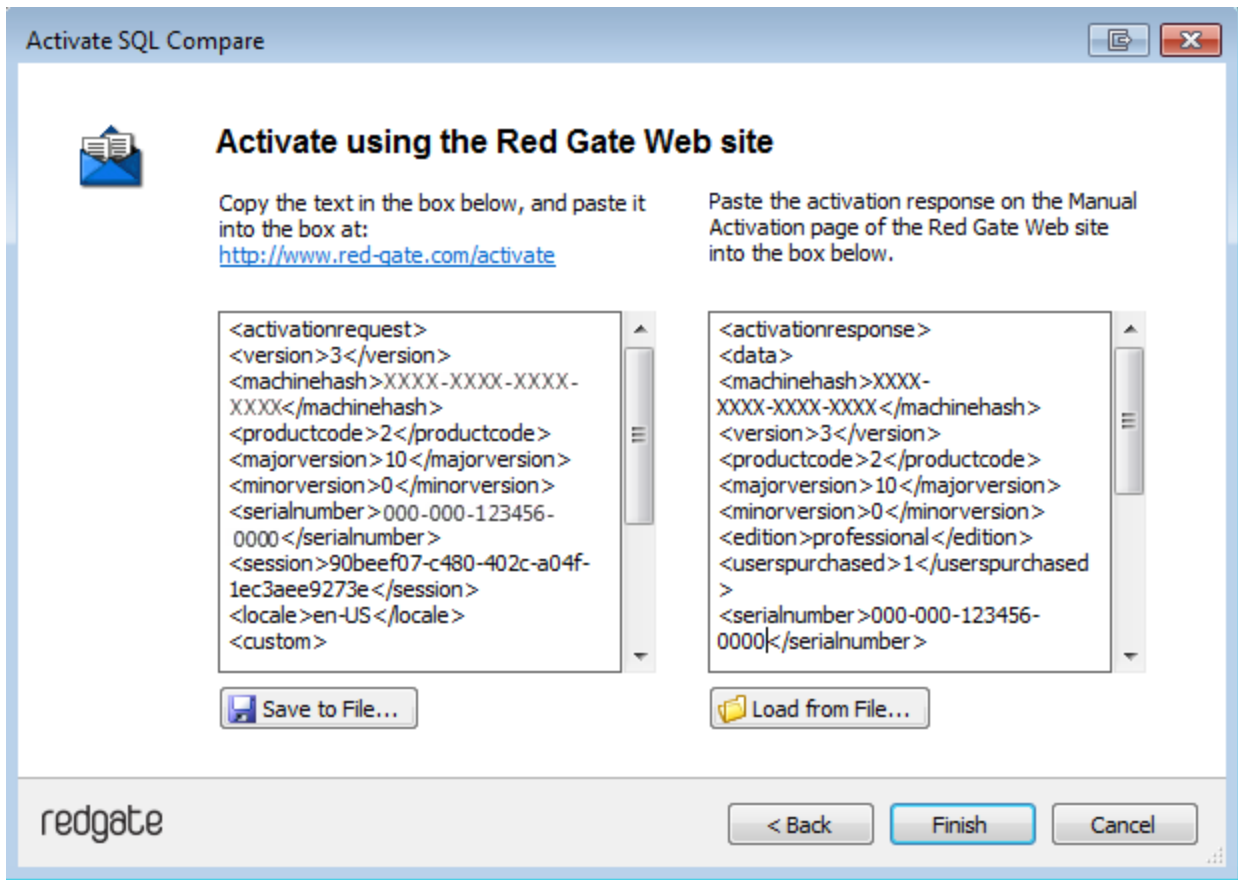 Activate SQL Compare
Activate using the Red Gate Web site
Copy the text in the box below, and paste it
into the box at:
http://www.red-gate.com/activate
Paste the activation response on the Manual
Activation page of the Red Gate Web site
into the box below.
<activationrequest>
<version>3</version>
<machinehash>XXXX-XXXX-XXXX-
XXXX</machinehash>
<productcode>2</productcode>
<majorversion>10</majorversion>
<minorversion>0</minorversion>
<serialnumber>000-000-123456-
0000</serialnumber>
<session>90beef07-c480-402c-a04f-
1ec3aee9273e</session>
<locale>en-US</locale>
<custom>
<activationresponse>
<data>
<machinehash>XXXX-
XXXX-XXXX-XXXX</machinehash>
<version>3</version>
<productcode>2</productcode>
<majorversion>10</majorversion>
<minorversion>0</minorversion>
<edition>professional</edition>
<userspurchased>1</userspurchased
>
<serialnumber>000-000-123456-
0000</serialnumber>
Save to File...
Load from File...
redgate
< Back
Finish
Cancel